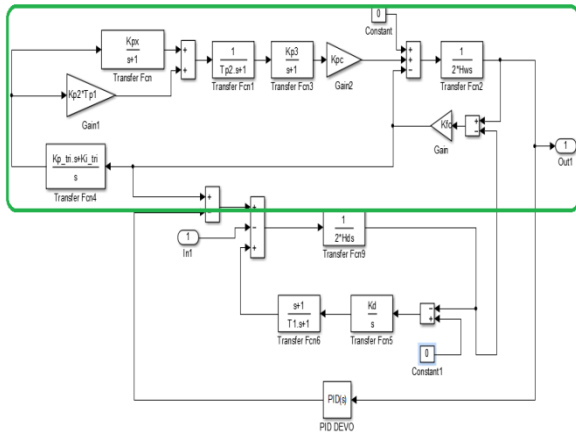 0
Constant
Kpx
s+1
Transfer Fcn
1
Tp2.s+1
Transfer Fcn1
Kp3
s+1
Transfer Fcn3
Kpc
Gain2
1
2*Hws
Transfer Fcn2
Kp2*Tp1
Gain1
Kfd
Gain
1
Out1
Kp_tri.s+Ki_tri
s
Transfer Fcn4
1
In1
1
2*Hds
Transfer Fcn9
s+1
T1.s+1
Transfer Fcn6
Kd
s
Transfer Fcn5
0
Constant1
PID(s)
PID DEVO